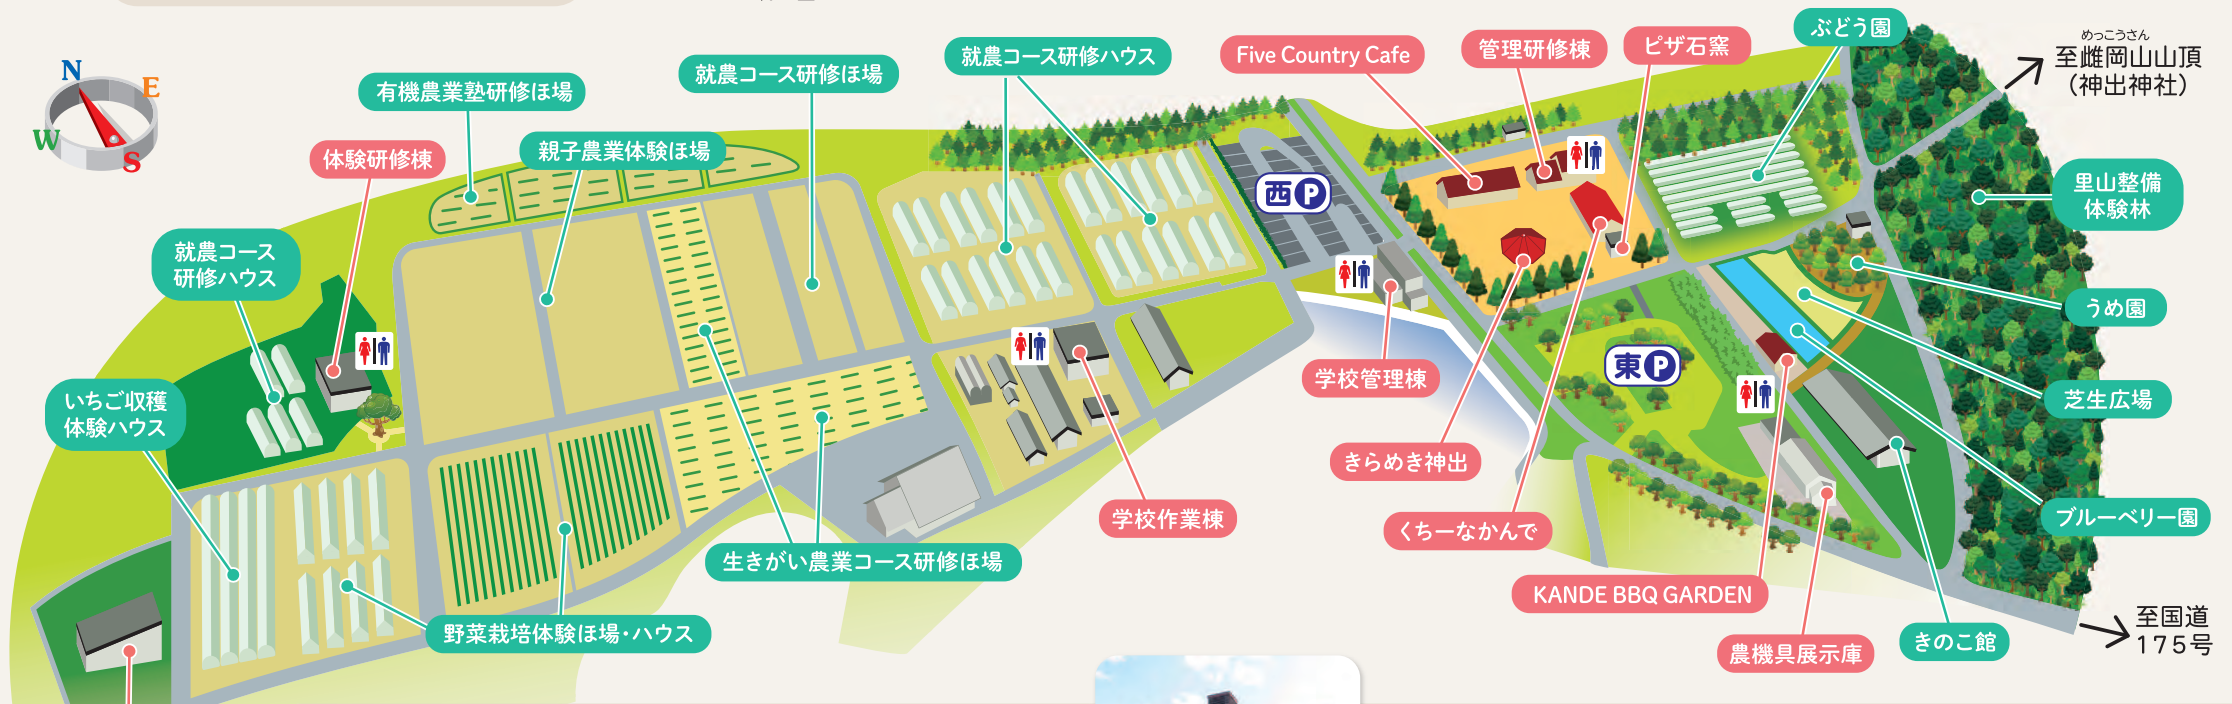 N
E
W
S
体験研修棟
有機農業塾研修ほ場
親子農業体験ほ場
就農コース研修ほ場
就農コース研修ハウス
Five Country Cafe
管理研修棟
ピザ石窯
ぶどう園
めっこうさん
至雌岡山山頂
（神出神社）
里山整備
体験林
うめ園
芝生広場
ブルーベリー園
至国道
175号
きのこ館
農機具展示庫
KANDE BBQ GARDEN
くちーなかんで
きらめき神出
学校管理棟
西P
東P
学校作業棟
生きがい農業コース研修ほ場
野菜栽培体験ほ場・ハウス
就農コース
研修ハウス
いちご収穫
体験ハウス